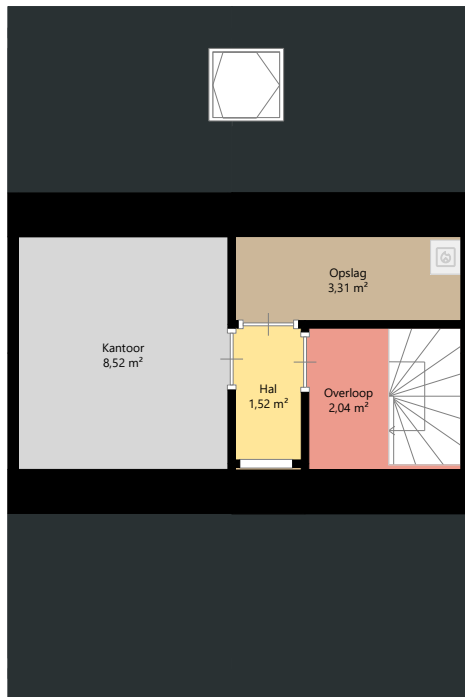 Opslag
3,31 m²
Kantoor
8,52 m²
Hal
1,52 m²
Overloop
2,04 m²